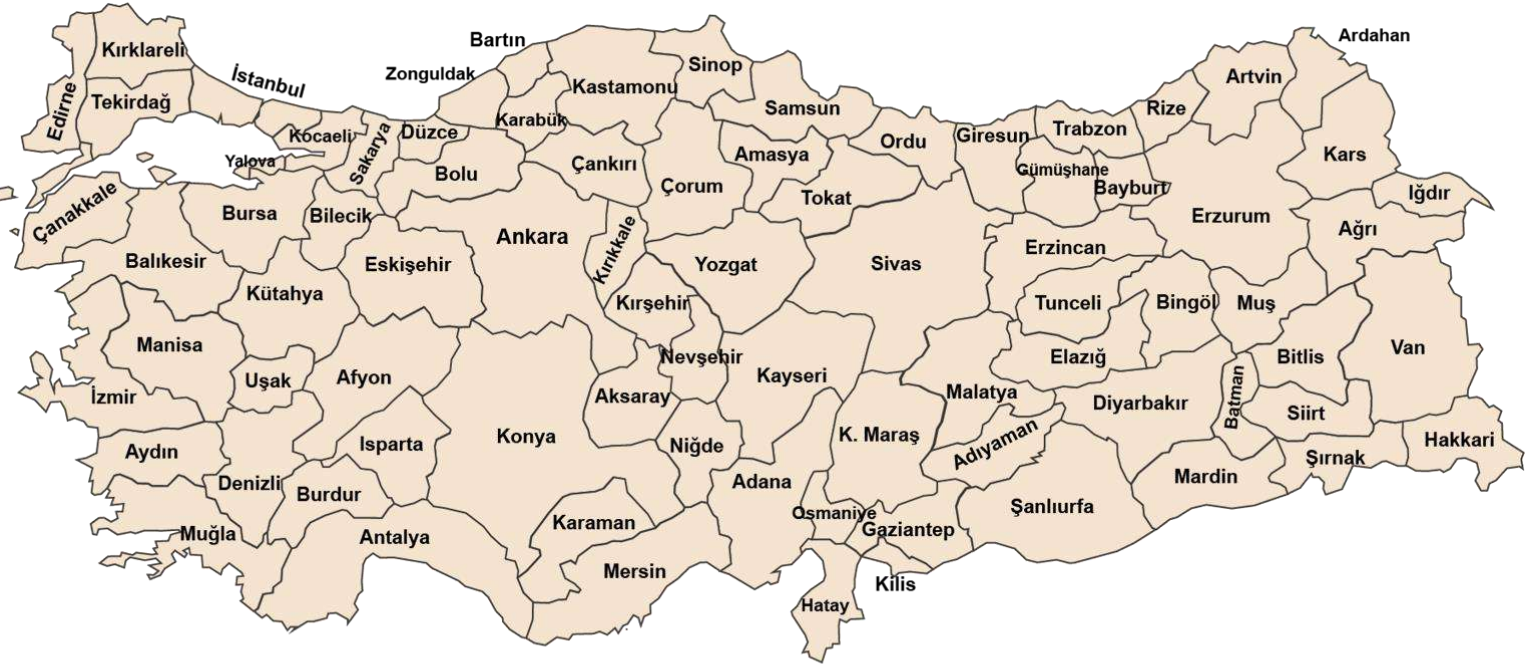 Bartın
Ardahan
Kırklareli
Sinop
Zonguldak
İstanbul
Artvin
Kastamonu
Tekirdağ
Edirne
Samsun
Rize
Karabük
Kocaeli
Düzce
Trabzon
Sakarya
Giresun
Ordu
Amasya
Kars
Yalova
Çankırı
Bolu
Gümüşhane
Çorum
Bayburt
Iğdır
Tokat
Çanakkale
Bursa
Bilecik
Erzurum
Ağrı
Ankara
Kırıkkale
Erzincan
Balıkesir
Eskişehir
Yozgat
Sivas
Kütahya
Kırşehir
Tunceli
Bingöl
Muş
Manisa
Van
Nevşehir
Elazığ
Bitlis
Uşak
Afyon
Kayseri
İzmir
Aksaray
Malatya
Diyarbakır
Batman
Siirt
Konya
K. Maraş
Adıyaman
Hakkari
Aydın
Isparta
Niğde
Şırnak
Denizli
Burdur
Adana
Mardin
Şanlıurfa
Osmaniye
Karaman
Gaziantep
Muğla
Antalya
Mersin
Kilis
Hatay